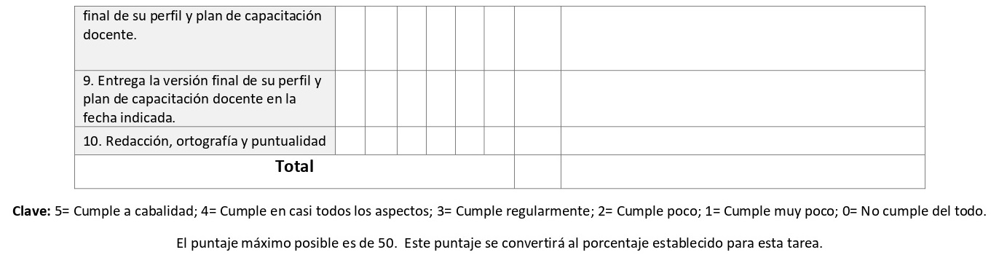 final de su perfil y plan de capacitación
docente.
9. Entrega la versión final de su perfil y
plan de capacitación docente en la
fecha indicada.
10. Redacción, ortografía y puntualidad
Total
Clave: 5= Cumple a cabalidad; 4= Cumple en casi todos los aspectos; 3= Cumple regularmente; 2= Cumple poco; 1= Cumple muy poco; 0= No cumple del todo.
El puntaje máximo posible es de 50. Este puntaje se convertirá al porcentaje establecido para esta tarea.